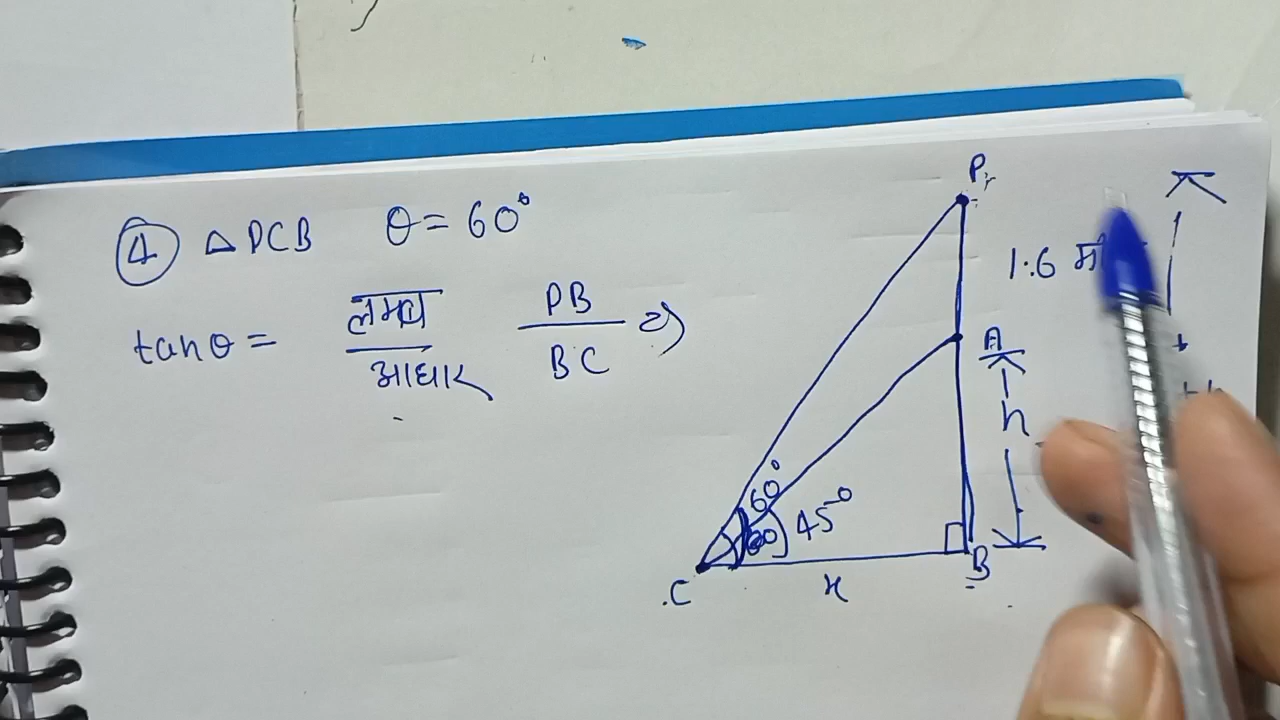 ④ △PCB θ = 60°
tanθ = लम्ब / आधार PB / BC ⇒
P
1.6
A
h
60°
60 45°
C x B